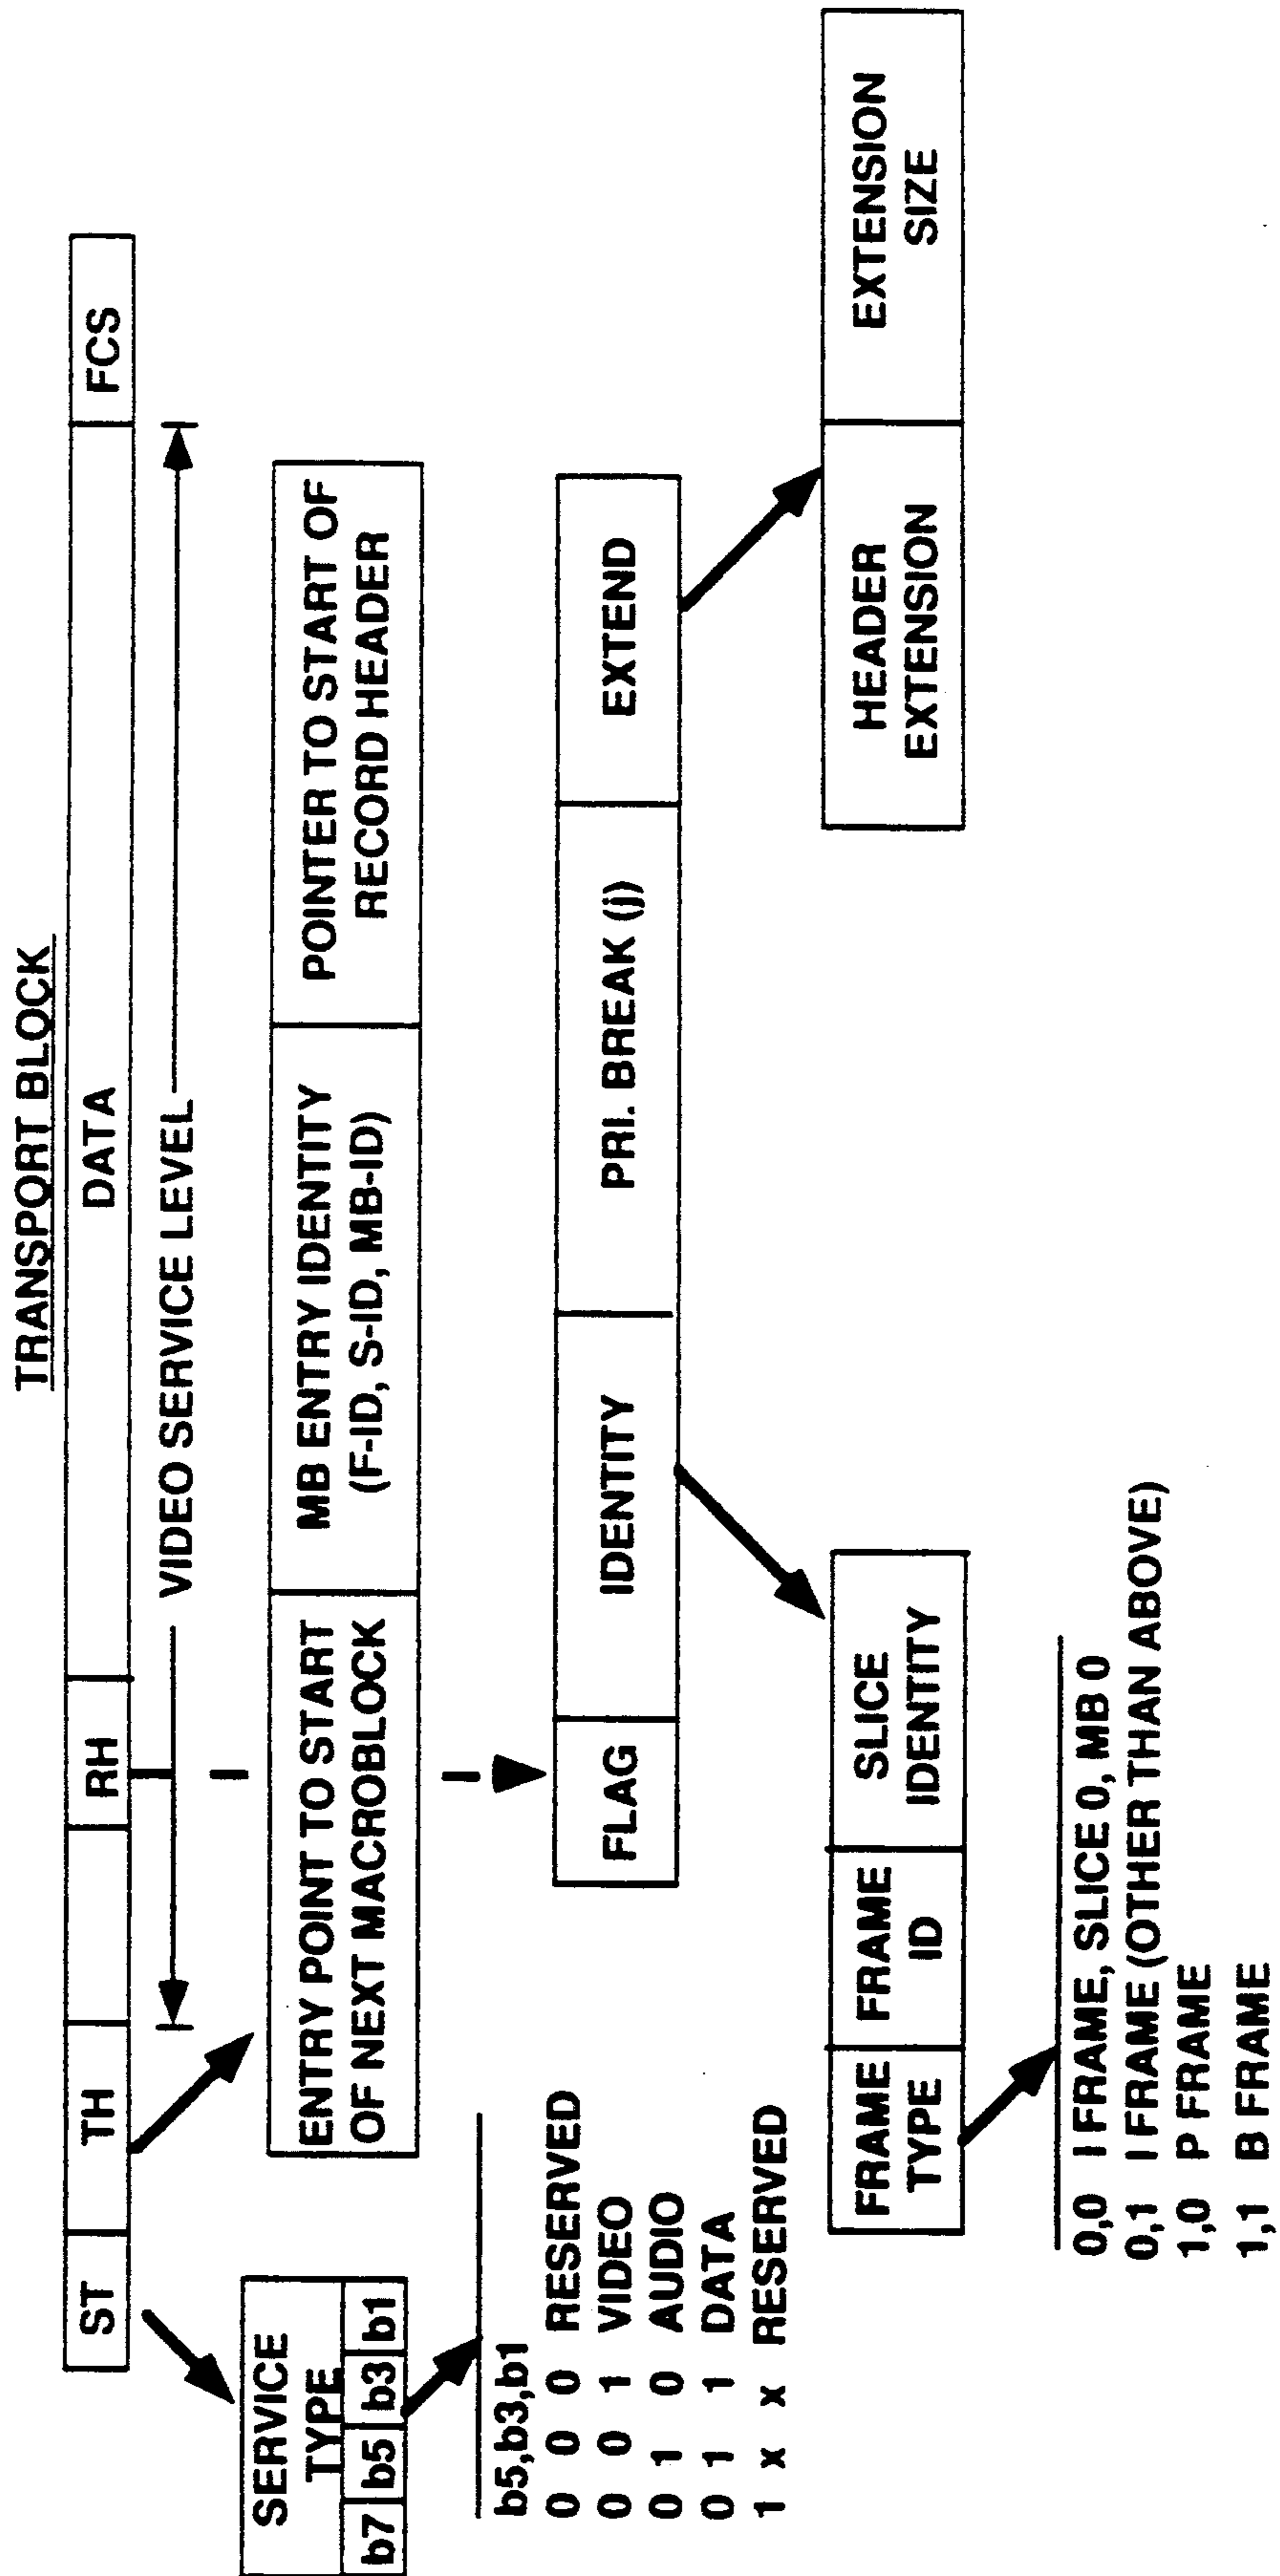 TRANSPORT BLOCK
ST TH RH DATA FCS
VIDEO SERVICE LEVEL
SERVICE
TYPE
b7 b5 b3 b1
b5,b3,b1
0 0 0 RESERVED
0 0 1 VIDEO
0 1 0 AUDIO
0 1 1 DATA
1 x x RESERVED
ENTRY POINT TO START
OF NEXT MACROBLOCK
MB ENTRY IDENTITY
(F-ID, S-ID, MB-ID)
POINTER TO START OF
RECORD HEADER
FLAG IDENTITY PRI. BREAK (j) EXTEND
FRAME
TYPE
FRAME
ID
SLICE
IDENTITY
HEADER
EXTENSION
EXTENSION
SIZE
0,0 I FRAME, SLICE 0, MB 0
0,1 I FRAME (OTHER THAN ABOVE)
1,0 P FRAME
1,1 B FRAME